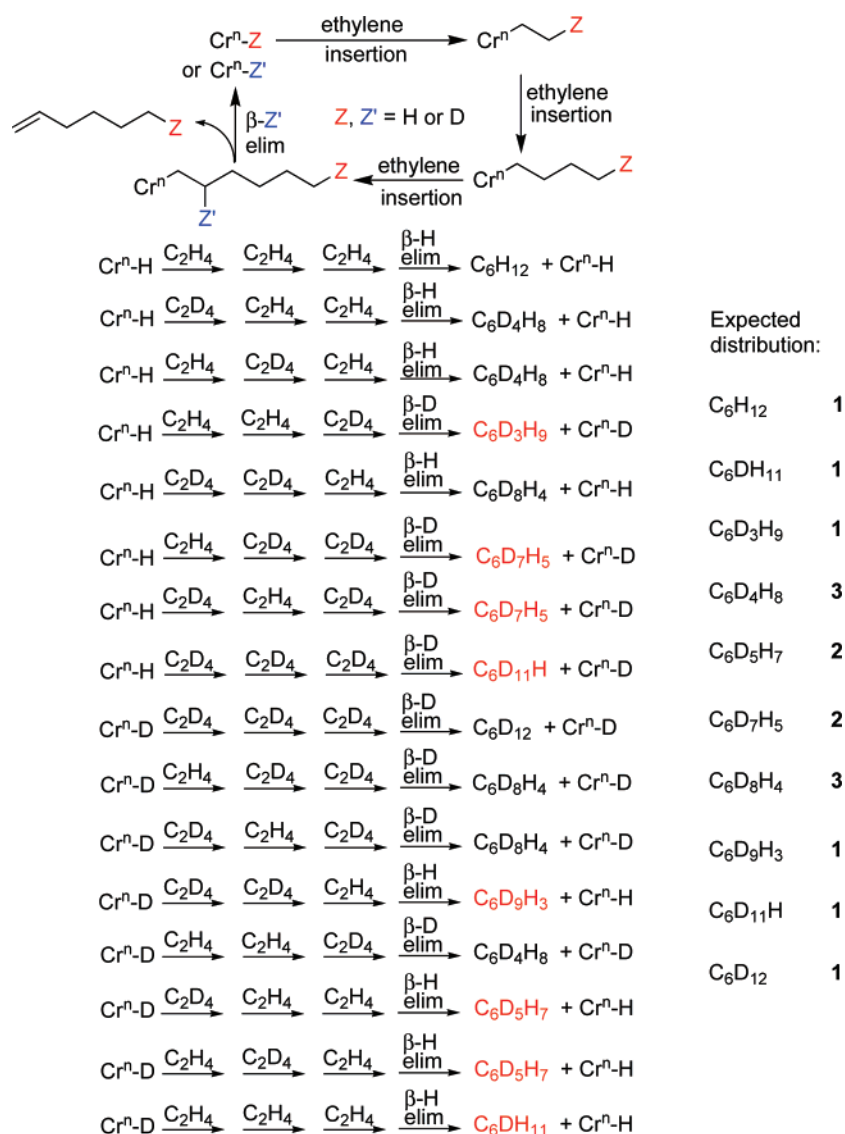 Crⁿ-Z
or Crⁿ-Z'
ethylene
insertion
Crⁿ Z
ethylene
insertion
Z
β-Z'
elim
Z, Z' = H or D
Crⁿ Z
Z'
ethylene
insertion
Crⁿ Z
Crⁿ-H C₂H₄ C₂H₄ C₂H₄ β-H elim C₆H₁₂ + Crⁿ-H
Crⁿ-H C₂D₄ C₂H₄ C₂H₄ β-H elim C₆D₄H₈ + Crⁿ-H
Crⁿ-H C₂H₄ C₂D₄ C₂H₄ β-H elim C₆D₄H₈ + Crⁿ-H
Crⁿ-H C₂H₄ C₂H₄ C₂D₄ β-D elim C₆D₃H₉ + Crⁿ-D
Crⁿ-H C₂D₄ C₂D₄ C₂H₄ β-H elim C₆D₈H₄ + Crⁿ-H
Crⁿ-H C₂H₄ C₂D₄ C₂D₄ β-D elim C₆D₇H₅ + Crⁿ-D
Crⁿ-H C₂D₄ C₂H₄ C₂D₄ β-D elim C₆D₇H₅ + Crⁿ-D
Crⁿ-H C₂D₄ C₂D₄ C₂D₄ β-D elim C₆D₁₁H + Crⁿ-D
Crⁿ-D C₂D₄ C₂D₄ C₂D₄ β-D elim C₆D₁₂ + Crⁿ-D
Crⁿ-D C₂H₄ C₂D₄ C₂D₄ β-D elim C₆D₈H₄ + Crⁿ-D
Crⁿ-D C₂D₄ C₂H₄ C₂D₄ β-D elim C₆D₈H₄ + Crⁿ-D
Crⁿ-D C₂D₄ C₂D₄ C₂H₄ β-H elim C₆D₉H₃ + Crⁿ-H
Crⁿ-D C₂H₄ C₂H₄ C₂D₄ β-D elim C₆D₄H₈ + Crⁿ-D
Crⁿ-D C₂D₄ C₂H₄ C₂H₄ β-H elim C₆D₅H₇ + Crⁿ-H
Crⁿ-D C₂H₄ C₂D₄ C₂H₄ β-H elim C₆D₅H₇ + Crⁿ-H
Crⁿ-D C₂H₄ C₂H₄ C₂H₄ β-H elim C₆DH₁₁ + Crⁿ-H
Expected
distribution:
C₆H₁₂ 1
C₆DH₁₁ 1
C₆D₃H₉ 1
C₆D₄H₈ 3
C₆D₅H₇ 2
C₆D₇H₅ 2
C₆D₈H₄ 3
C₆D₉H₃ 1
C₆D₁₁H 1
C₆D₁₂ 1